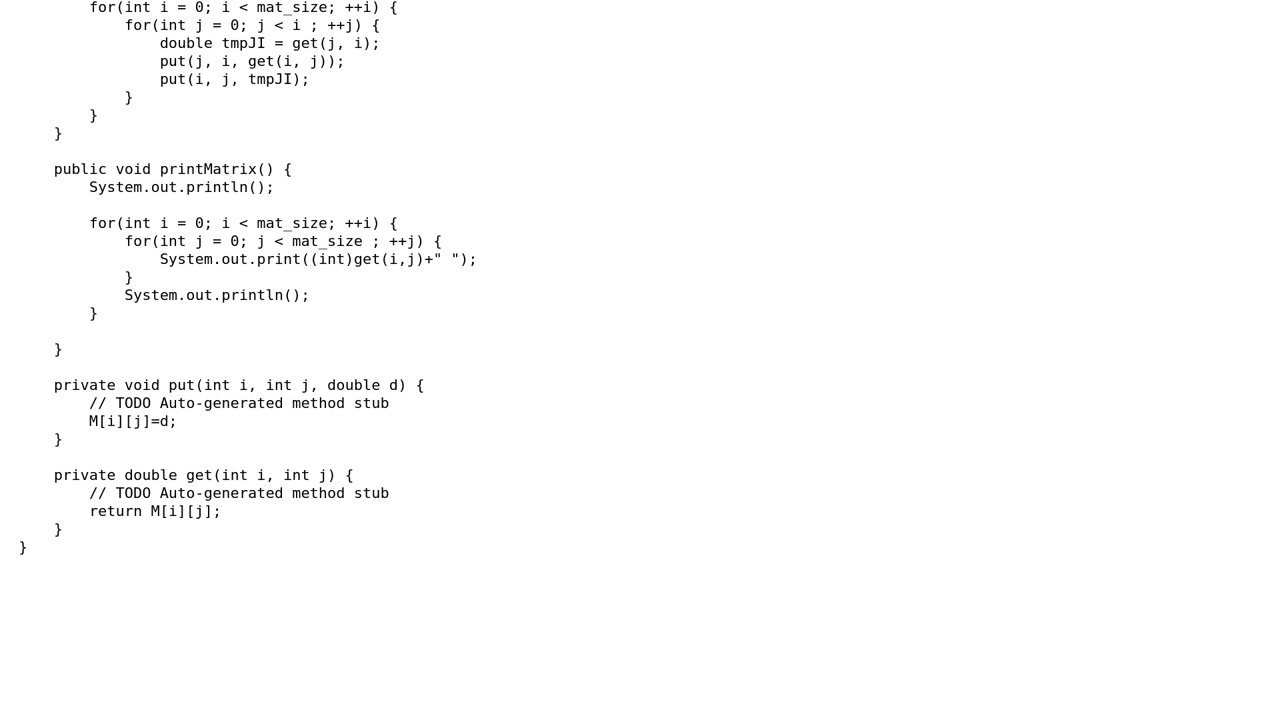 for(int i = 0; i < mat_size; ++i) {
            for(int j = 0; j < i ; ++j) {
                double tmpJI = get(j, i);
                put(j, i, get(i, j));
                put(i, j, tmpJI);
            }
        }
    }

    public void printMatrix() {
        System.out.println();

        for(int i = 0; i < mat_size; ++i) {
            for(int j = 0; j < mat_size ; ++j) {
                System.out.print((int)get(i,j)+" ");
            }
            System.out.println();
        }

    }

    private void put(int i, int j, double d) {
        // TODO Auto-generated method stub
        M[i][j]=d;
    }

    private double get(int i, int j) {
        // TODO Auto-generated method stub
        return M[i][j];
    }
}